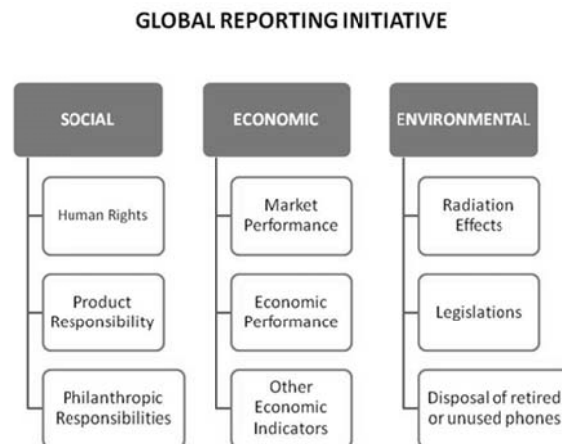 GLOBAL REPORTING INITIATIVE
SOCIAL
Human Rights
Product
Responsibility
Philanthropic
Responsibilities
ECONOMIC
Market
Performance
Economic
Performance
Other
Economic
Indicators
ENVIRONMENTAL
Radiation
Effects
Legislations
Disposal of retired
or unused phones